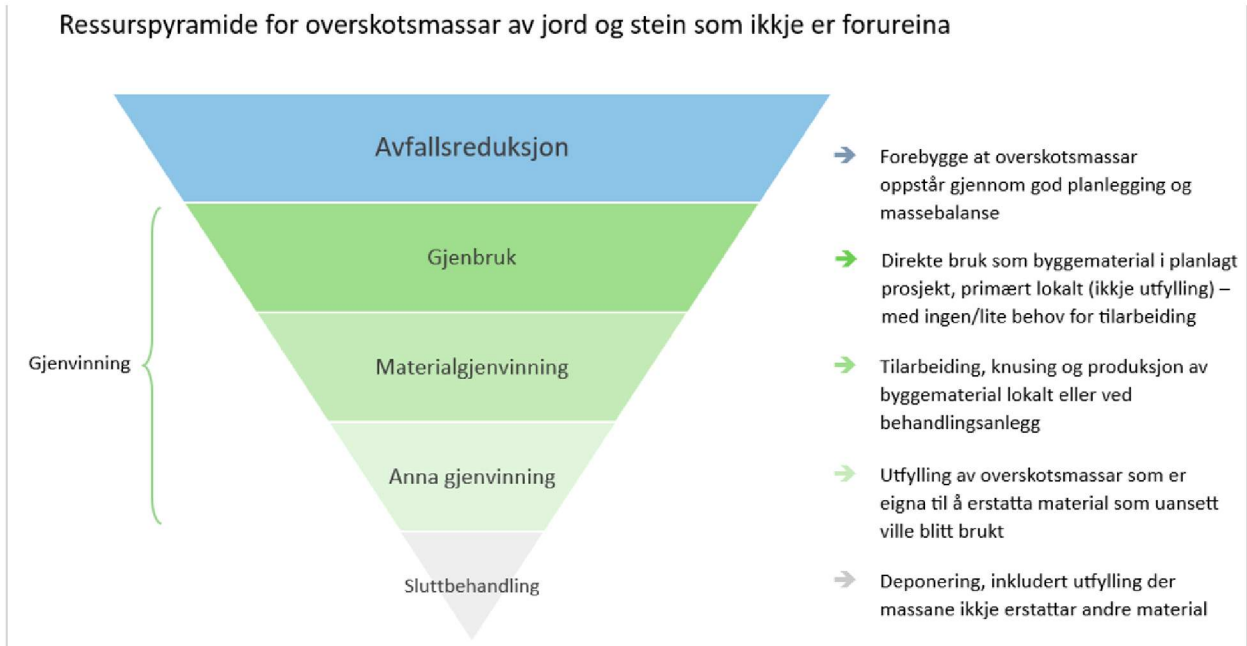 Ressurspyramide for overskotsmassar av jord og stein som ikkje er forureina
Avfallsreduksjon
Forebygge at overskotsmassar
oppstår gjennom god planlegging og
massebalanse
Gjenbruk
Direkte bruk som byggematerial i planlagt
prosjekt, primært lokalt (ikkje utfylling) –
med ingen/lite behov for tilarbeiding
Gjenvinning
Materialgjenvinning
Tilarbeiding, knusing og produksjon av
byggematerial lokalt eller ved
behandlingsanlegg
Anna gjenvinning
Utfylling av overskotsmassar som er
eigna til å erstatta material som uansett
ville blitt brukt
Sluttbehandling
Deponering, inkludert utfylling der
massane ikkje erstattar andre material